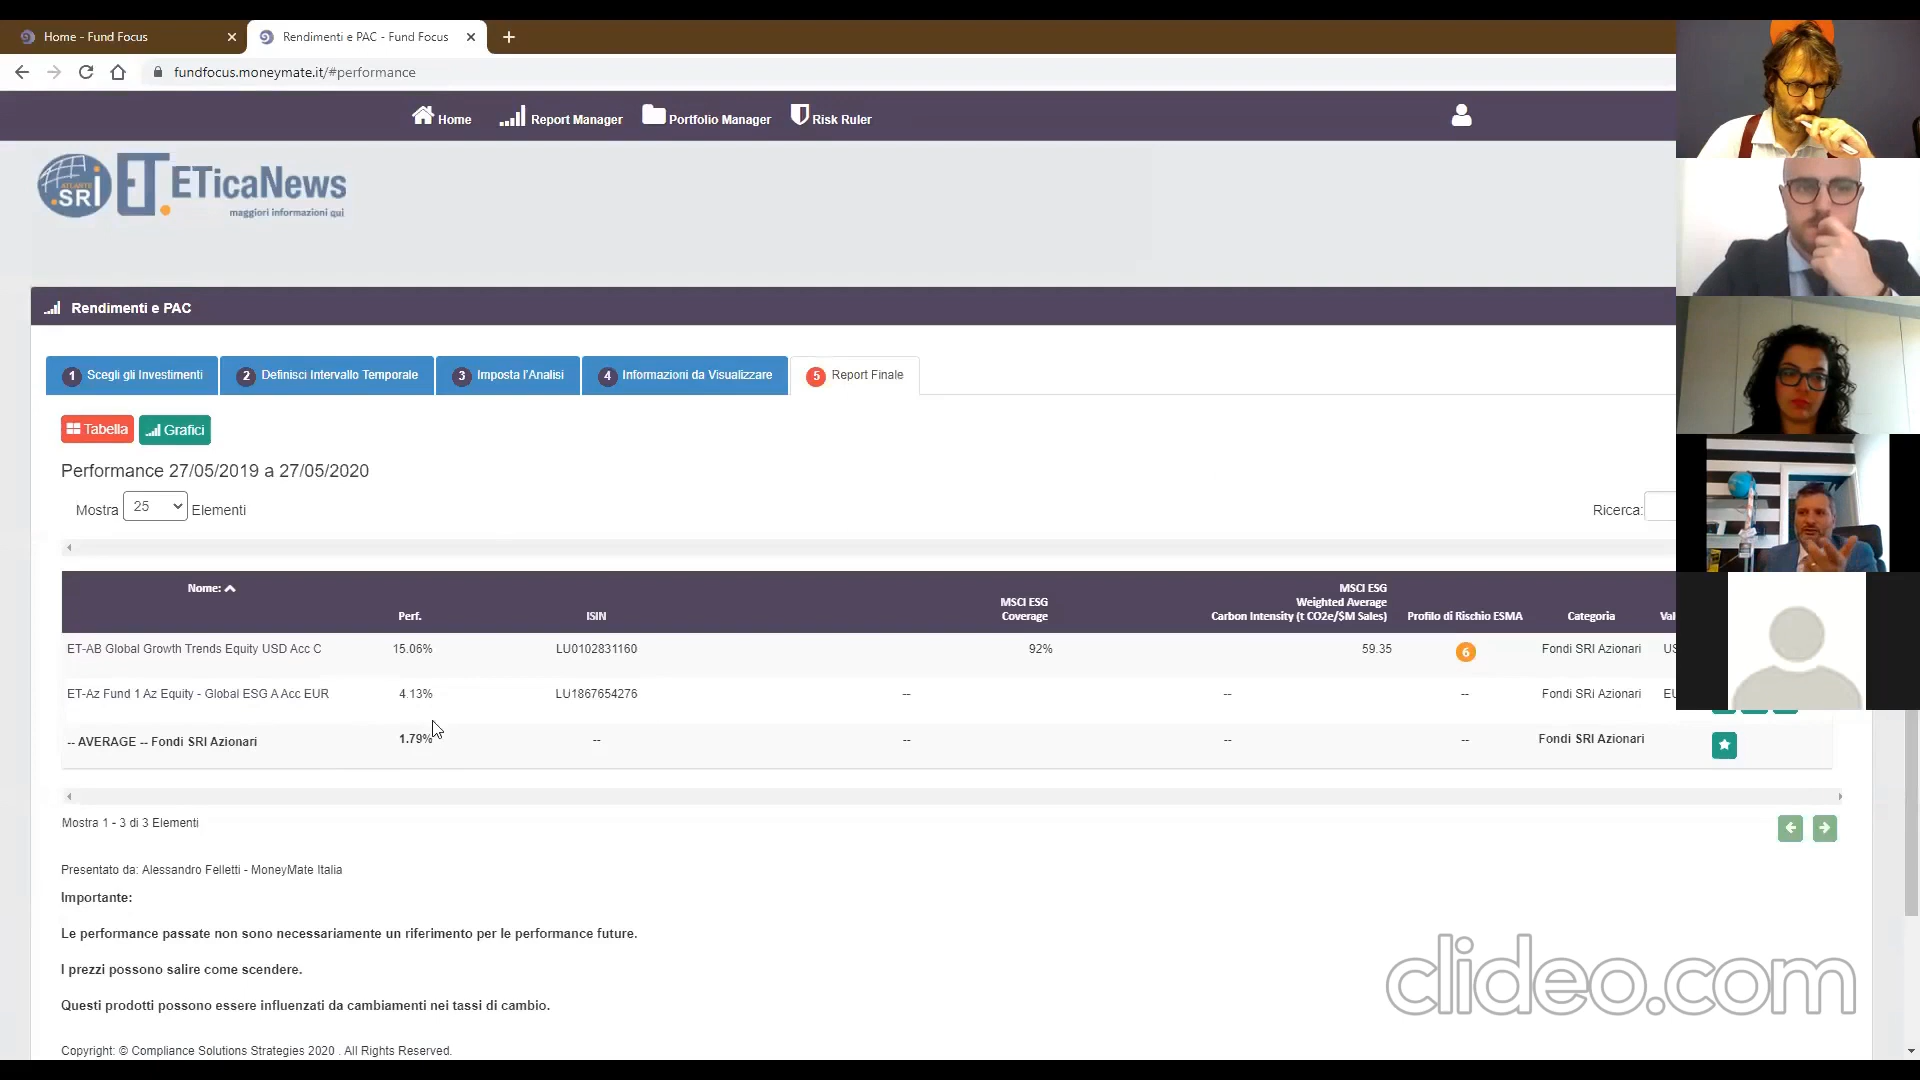 Home - Fund Focus
Rendimenti e PAC - Fund Focus
fundfocus.moneymate.it/#performance
Home
Report Manager
Portfolio Manager
Risk Ruler
ATLANTE
.SRI
ET.
ETicaNews
maggiori informazioni qui
Rendimenti e PAC
1 Scegli gli Investimenti
2 Definisci Intervallo Temporale
3 Imposta l'Analisi
4 Informazioni da Visualizzare
5 Report Finale
Tabella
Grafici
Performance 27/05/2019 a 27/05/2020
Mostra 25 Elementi
Ricerca:
Nome:
Perf.
ISIN
MSCI ESG
Coverage
MSCI ESG
Weighted Average
Carbon Intensity (t CO2e/$M Sales)
Profilo di Rischio ESMA
Categoria
ET-AB Global Growth Trends Equity USD Acc C 15.06% LU0102831160 92% 59.35 6 Fondi SRI Azionari
ET-Az Fund 1 Az Equity - Global ESG A Acc EUR 4.13% LU1867654276 -- -- -- Fondi SRI Azionari
-- AVERAGE -- Fondi SRI Azionari 1.79% -- -- -- -- Fondi SRI Azionari
Mostra 1 - 3 di 3 Elementi
Presentato da: Alessandro Felletti - MoneyMate Italia
Importante:
Le performance passate non sono necessariamente un riferimento per le performance future.
I prezzi possono salire come scendere.
Questi prodotti possono essere influenzati da cambiamenti nei tassi di cambio.
Copyright: © Compliance Solutions Strategies 2020 . All Rights Reserved.
clideo.com